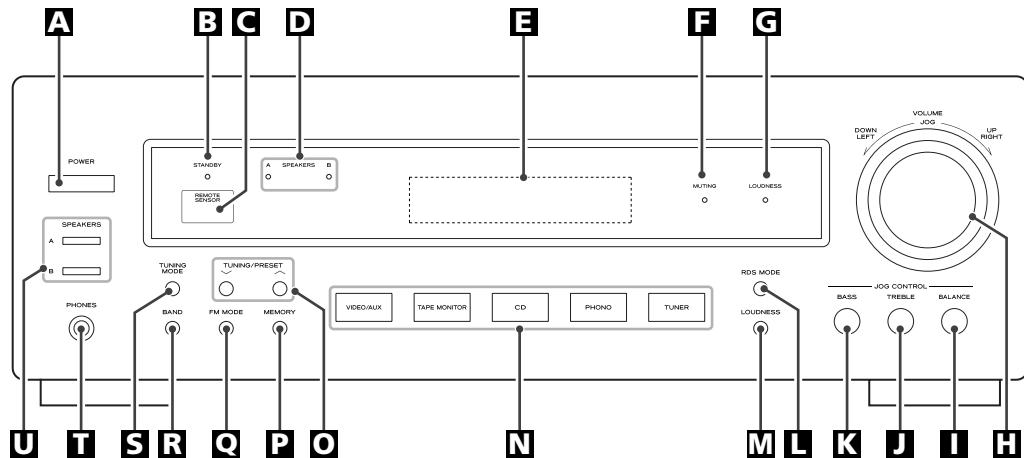 A B C D E F G
VOLUME
JOG
DOWN LEFT
UP RIGHT
POWER
STANDBY
A SPEAKERS B
REMOTE SENSOR
MUTING
LOUDNESS
SPEAKERS
A
B
TUNING MODE
TUNING/PRESET
RDS MODE
JOG CONTROL
BASS TREBLE BALANCE
PHONES
BAND
FM MODE
MEMORY
VIDEO/AUX
TAPE MONITOR
CD
PHONO
TUNER
LOUDNESS
U T S R Q P O N M L K J I H